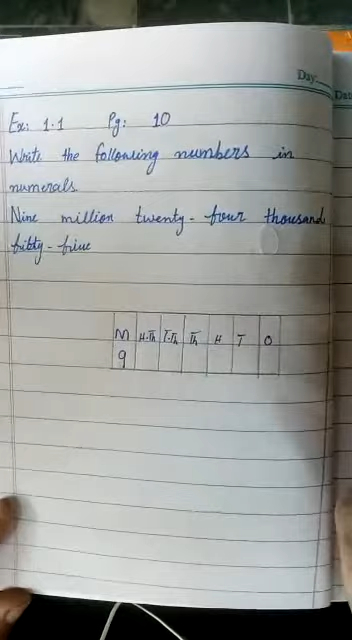 Day:
Dat
Ex: 1.1 Pg: 10
Write the following numbers in
numerals.
Nine million twenty-four thousand
fifty-five
M H.Th T.Th Th H T O
9